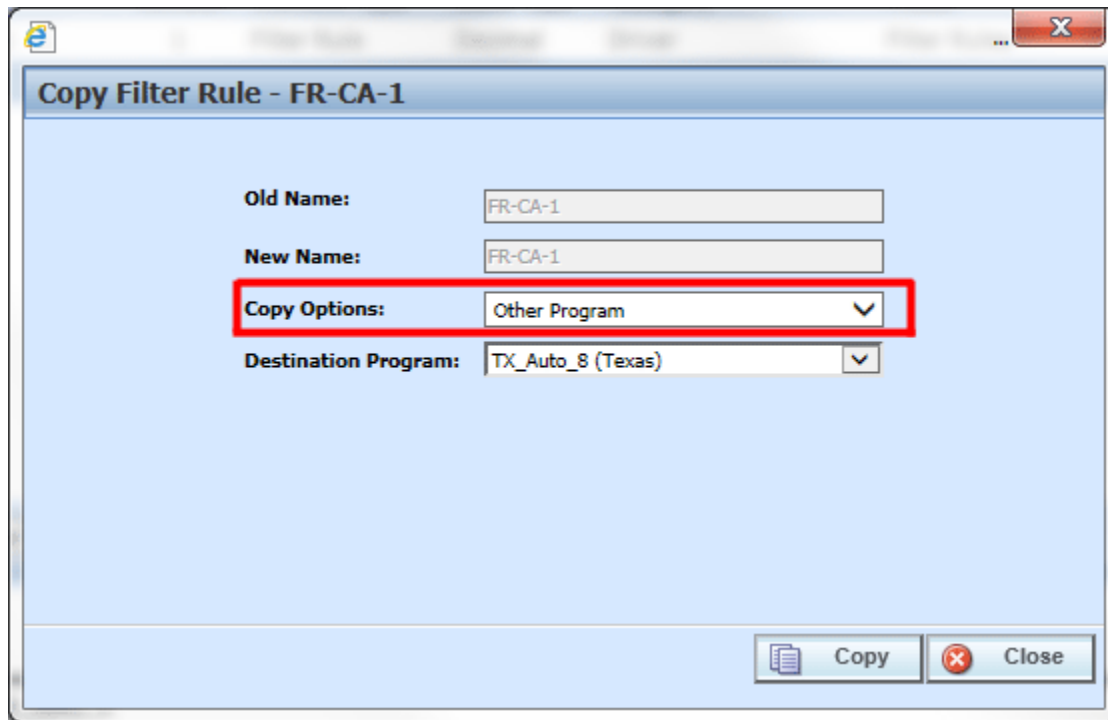 ...
Copy Filter Rule - FR-CA-1
Old Name: FR-CA-1
New Name: FR-CA-1
Copy Options: Other Program
Destination Program: TX_Auto_8 (Texas)
Copy Close